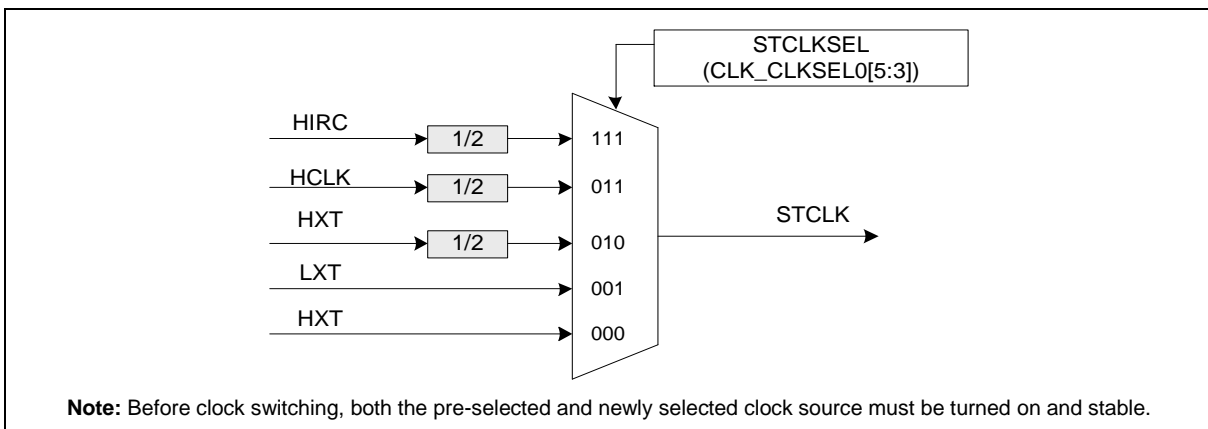 STCLKSEL
(CLK_CLKSEL0[5:3])
HIRC
1/2
111
HCLK
1/2
011
HXT
1/2
010
STCLK
LXT
001
HXT
000
Note: Before clock switching, both the pre-selected and newly selected clock source must be turned on and stable.